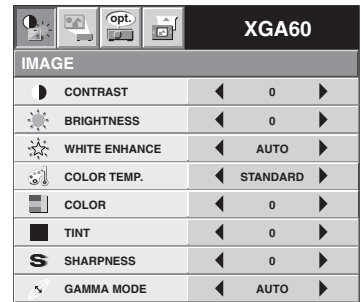 opt.
XGA60
IMAGE
CONTRAST 0
BRIGHTNESS 0
WHITE ENHANCE AUTO
COLOR TEMP. STANDARD
COLOR 0
TINT 0
S SHARPNESS 0
GAMMA MODE AUTO